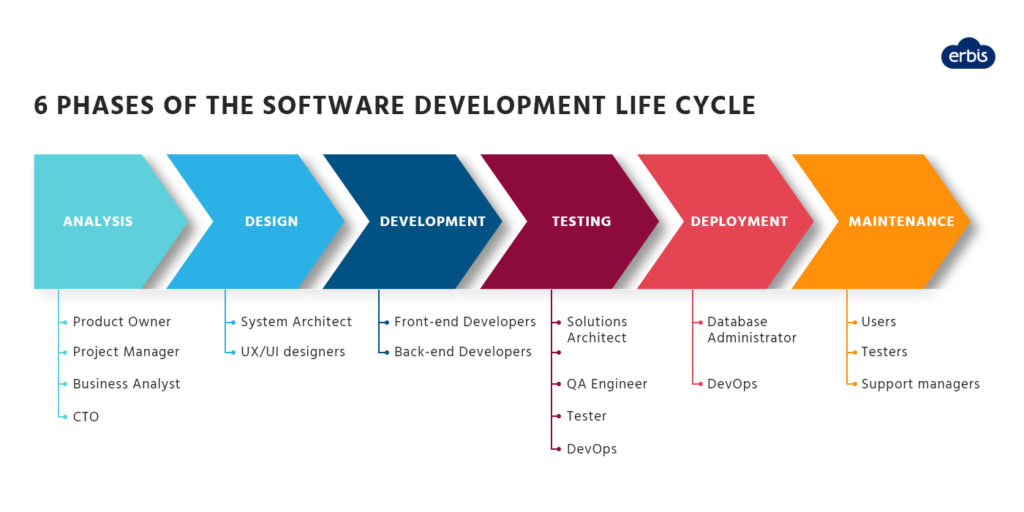 erbis
6 PHASES OF THE SOFTWARE DEVELOPMENT LIFE CYCLE
ANALYSIS
DESIGN
DEVELOPMENT
TESTING
DEPLOYMENT
MAINTENANCE
Product Owner
Project Manager
Business Analyst
CTO
System Architect
UX/UI designers
Front-end Developers
Back-end Developers
Solutions
Architect
QA Engineer
Tester
DevOps
Database
Administrator
DevOps
Users
Testers
Support managers